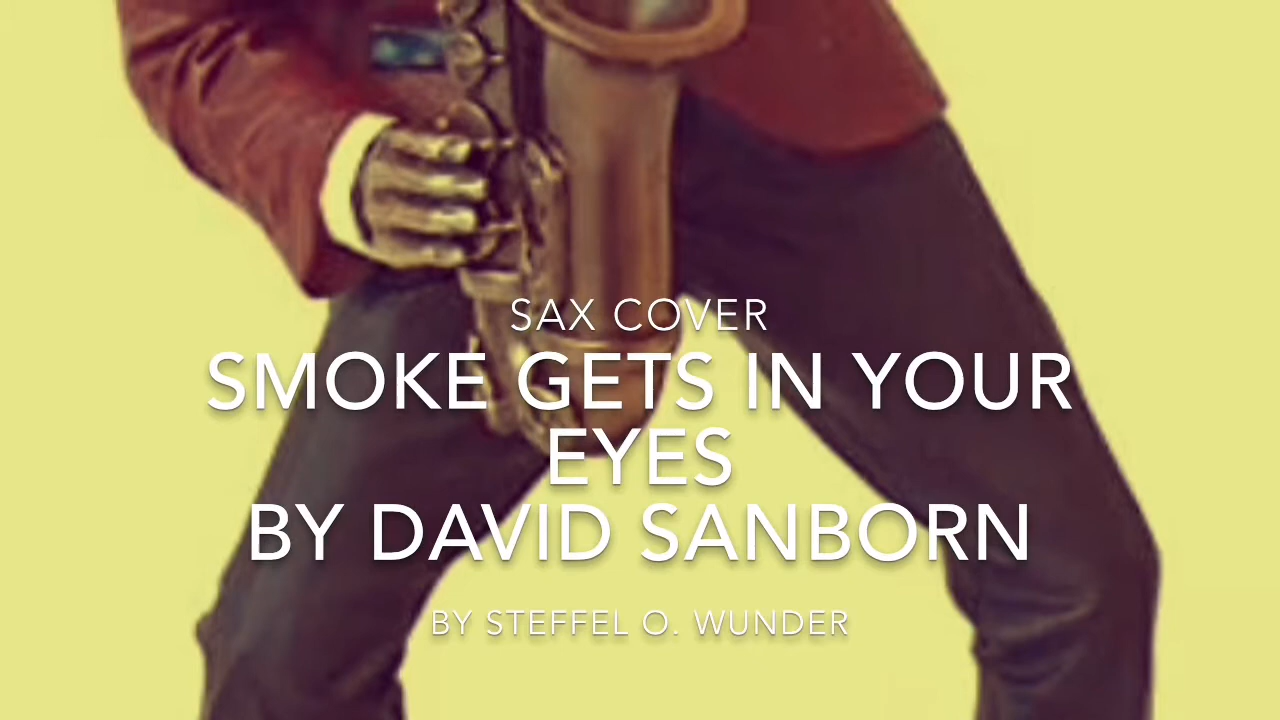 SAX COVER
SMOKE GETS IN YOUR
EYES
BY DAVID SANBORN
BY STEFFEL O. WUNDER